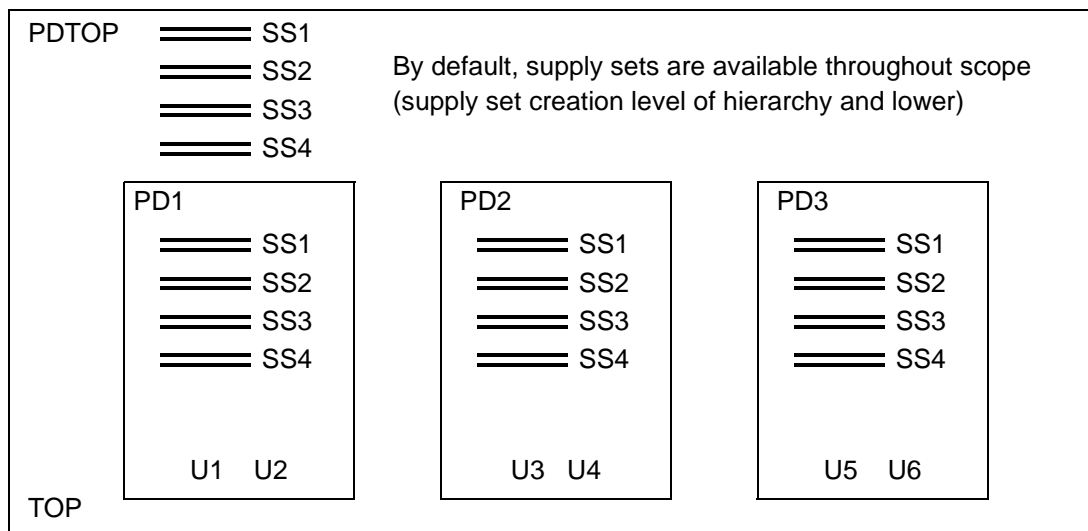 PDTOP SS1
SS2
SS3
SS4
By default, supply sets are available throughout scope
(supply set creation level of hierarchy and lower)
PD1
SS1
SS2
SS3
SS4
U1 U2
PD2
SS1
SS2
SS3
SS4
U3 U4
PD3
SS1
SS2
SS3
SS4
U5 U6
TOP